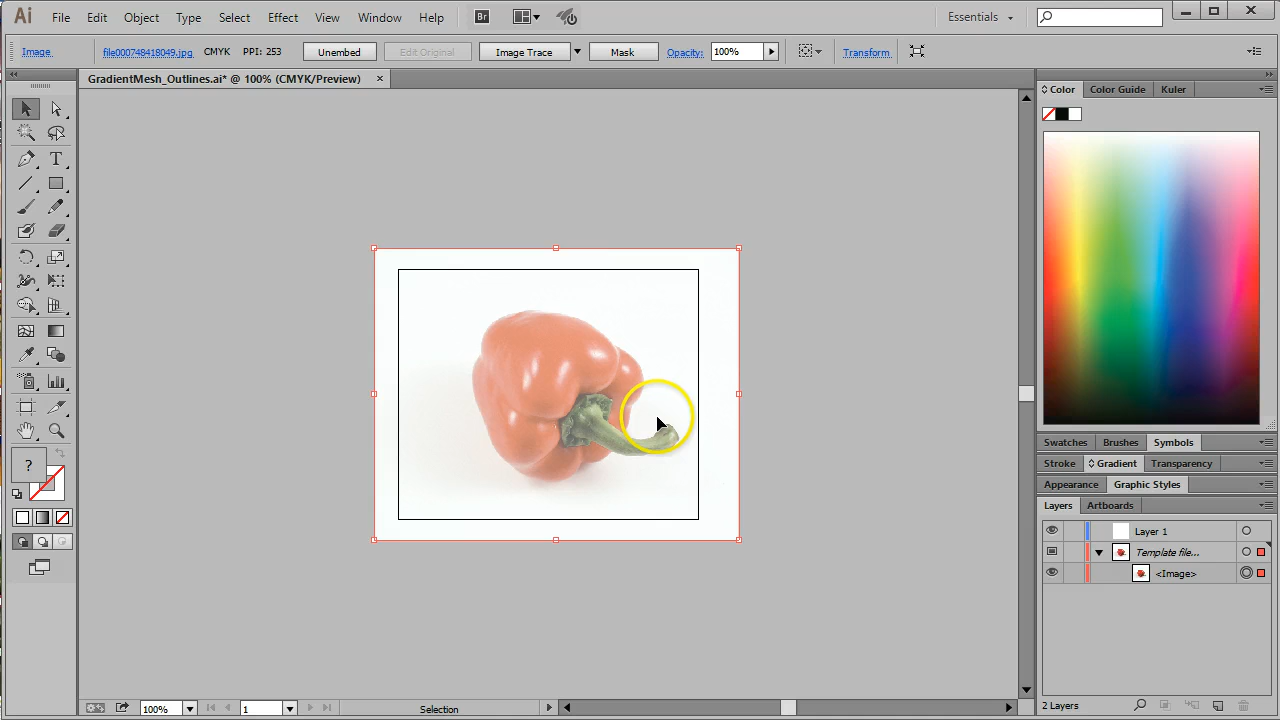 Ai File Edit Object Type Select Effect View Window Help Br Essentials
Image file000748418049.jpg CMYK PPI: 253 Unembed Edit Original Image Trace Mask Opacity: 100% Transform
GradientMesh_Outlines.ai* @ 100% (CMYK/Preview)
Color Color Guide Kuler
T
?
Swatches Brushes Symbols
Stroke Gradient Transparency
Appearance Graphic Styles
Layers Artboards
Layer 1
Template file...
<Image>
100% 1 Selection
2 Layers